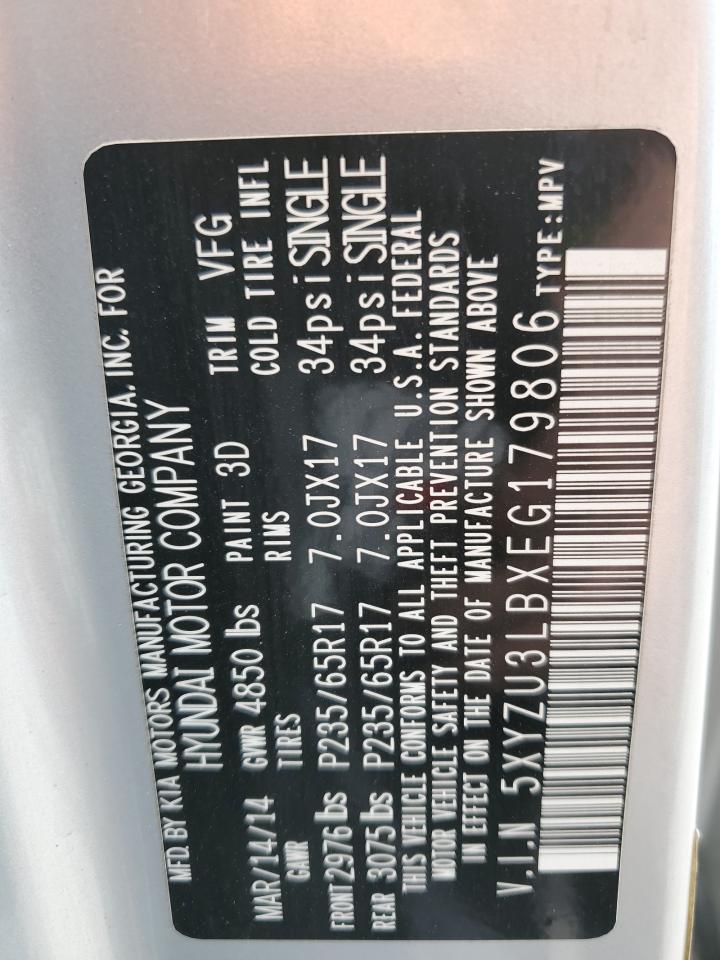 MFD. BY KIA MOTORS MANUFACTURING GEORGIA, INC. FOR
HYUNDAI MOTOR COMPANY
MAR/14/14 GVWR 4850 lbs PAINT 3D TRIM VFG
GAWR TIRES RIMS COLD TIRE INFL
FRONT 2976 lbs P235/65R17 7.0JX17 34psi SINGLE
REAR 3075 lbs P235/65R17 7.0JX17 34psi SINGLE
THIS VEHICLE CONFORMS TO ALL APPLICABLE U.S.A. FEDERAL
MOTOR VEHICLE SAFETY AND THEFT PREVENTION STANDARDS
IN EFFECT ON THE DATE OF MANUFACTURE SHOWN ABOVE
V.I.N 5XYZU3LBXEG179806 TYPE:MPV